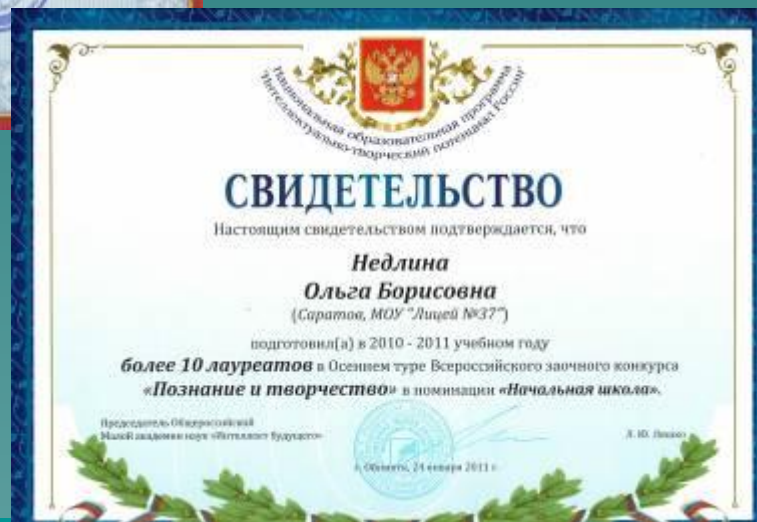 Национальная образовательная программа
"Интеллектуально-творческий потенциал России"
СВИДЕТЕЛЬСТВО
Настоящим свидетельством подтверждается, что
Недлина
Ольга Борисовна
(Саратов, МОУ "Лицей №37")
подготовил(а) в 2010 - 2011 учебном году
более 10 лауреатов в Осеннем туре Всероссийского заочного конкурса
«Познание и творчество» в номинации «Начальная школа».
Председатель Общероссийской
Малой академии наук «Интеллект будущего»
Л. Ю. Ляшко
г. Обнинск, 24 января 2011 г.